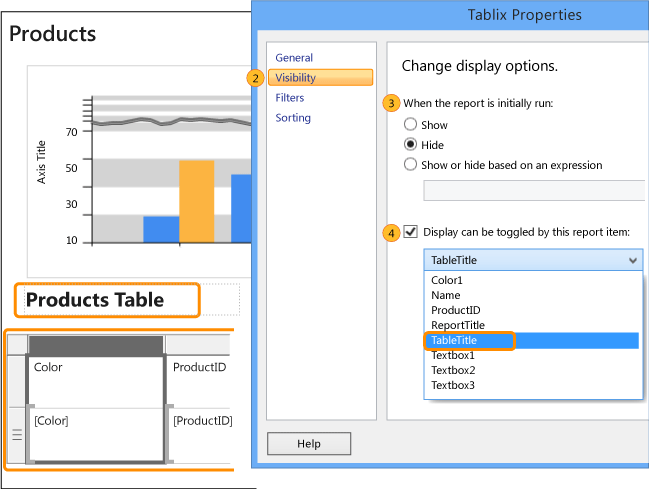 Products
70
50
30
10
Axis Title
Products Table
Color ProductID
[Color] [ProductID]
Tablix Properties
General
2 Visibility
Filters
Sorting
Change display options.
3 When the report is initially run:
Show
Hide
Show or hide based on an expression
4 Display can be toggled by this report item:
TableTitle
Color1
Name
ProductID
ReportTitle
TableTitle
Textbox1
Textbox2
Textbox3
Help